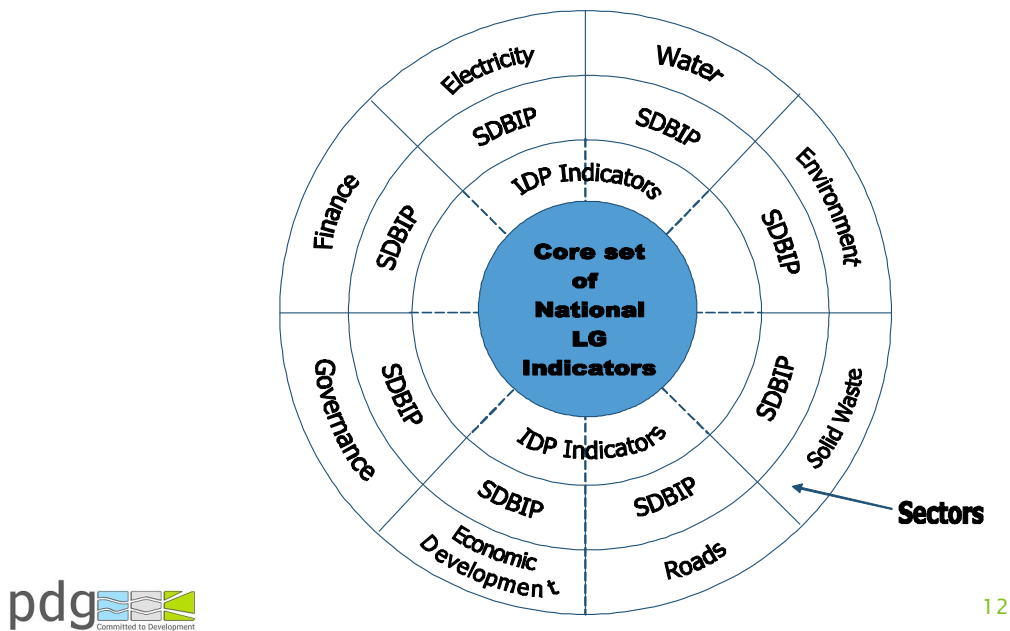 Electricity
Water
SDBIP
SDBIP
IDP Indicators
Finance
SDBIP
Environment
SDBIP
Core set
of
National
LG
Indicators
Governance
SDBIP
Solid Waste
SDBIP
IDP Indicators
SDBIP
SDBIP
Economic
Development
Roads
Sectors
pdg
Committed to Development
12